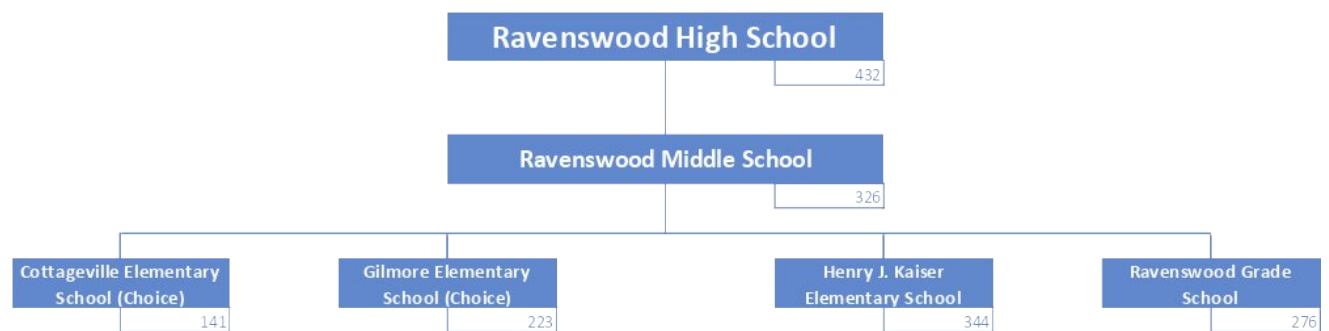 Ravenswood High School
432
Ravenswood Middle School
326
Cottageville Elementary
School (Choice)
141
Gilmore Elementary
School (Choice)
223
Henry J. Kaiser
Elementary School
344
Ravenswood Grade
School
276